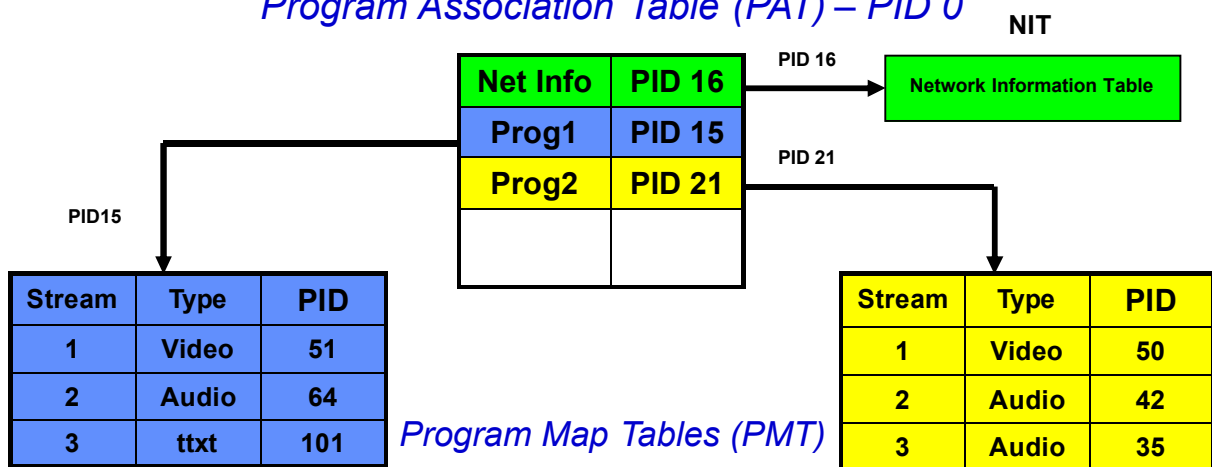 Program Association Table (PAT) – PID 0
NIT
Net Info PID 16
PID 16
Network Information Table
Prog1 PID 15
PID 21
Prog2 PID 21
PID15
Stream Type PID
1 Video 51
2 Audio 64
3 ttxt 101
Program Map Tables (PMT)
Stream Type PID
1 Video 50
2 Audio 42
3 Audio 35